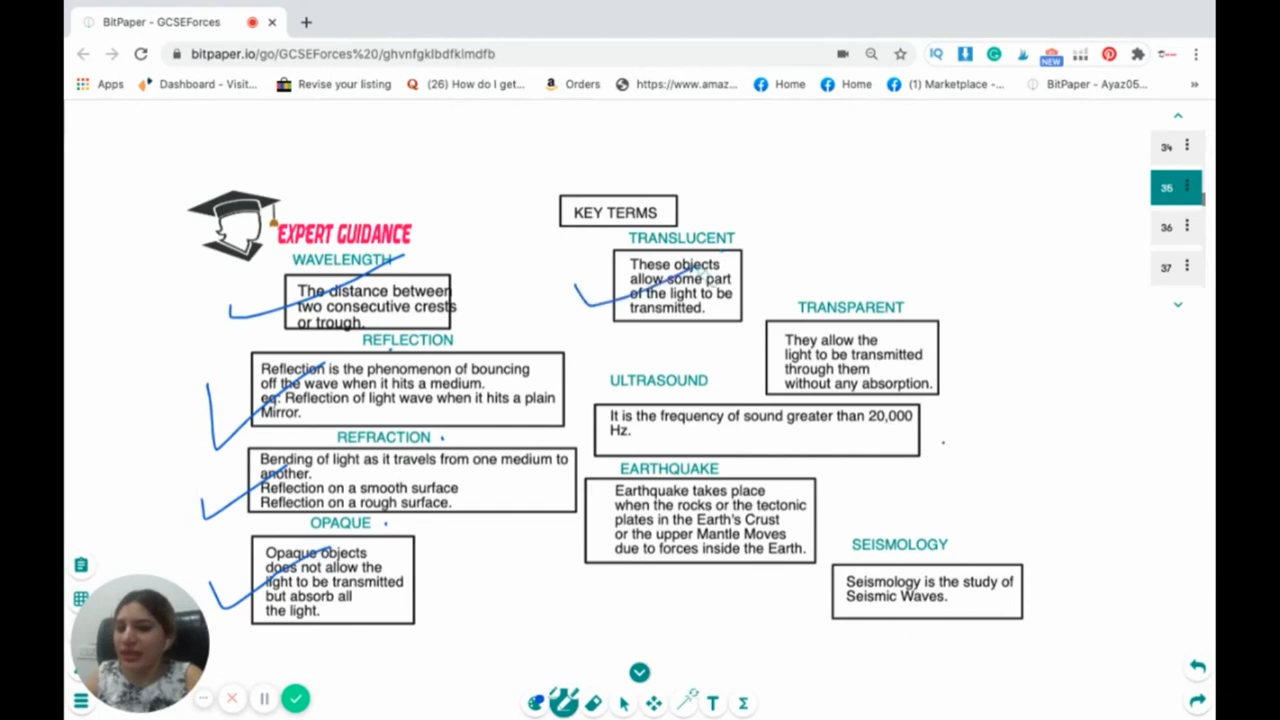 BitPaper - GCSEForces
bitpaper.io/go/GCSEForces%20/ghvnfgklbdfklmdfb
Apps
Dashboard - Visit...
Revise your listing
(26) How do I get...
Orders
https://www.amaz...
Home
Home
(1) Marketplace -...
BitPaper - Ayaz05...
»
IQ
NEW
34
35
36
37
EXPERT GUIDANCE
KEY TERMS
WAVELENGTH
The distance between
two consecutive crests
or trough.
REFLECTION
Reflection is the phenomenon of bouncing
off the wave when it hits a medium.
eg: Reflection of light wave when it hits a plain
Mirror.
REFRACTION
Bending of light as it travels from one medium to
another.
Reflection on a smooth surface
Reflection on a rough surface.
OPAQUE
Opaque objects
does not allow the
light to be transmitted
but absorb all
the light.
TRANSLUCENT
These objects
allow some part
of the light to be
transmitted.
TRANSPARENT
They allow the
light to be transmitted
through them
without any absorption.
ULTRASOUND
It is the frequency of sound greater than 20,000
Hz.
EARTHQUAKE
Earthquake takes place
when the rocks or the tectonic
plates in the Earth's Crust
or the upper Mantle Moves
due to forces inside the Earth.
SEISMOLOGY
Seismology is the study of
Seismic Waves.
T
Σ